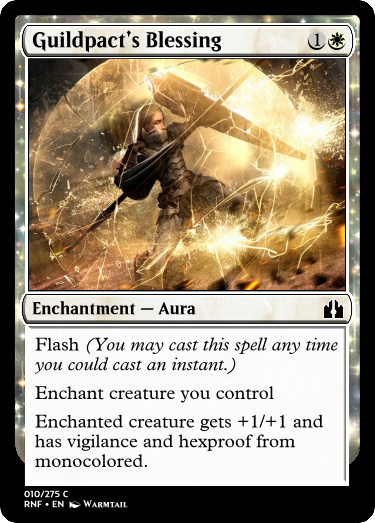 Guildpact's Blessing 1
Enchantment — Aura
Flash (You may cast this spell any time
you could cast an instant.)
Enchant creature you control
Enchanted creature gets +1/+1 and
has vigilance and hexproof from
monocolored.
010/275 C
RNF • EN Warmtail